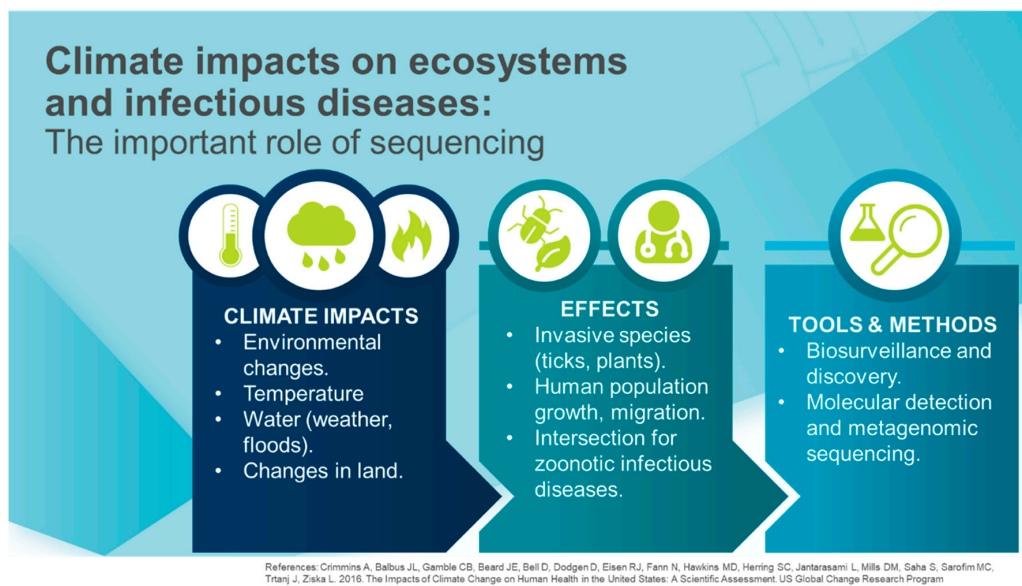 Climate impacts on ecosystems
and infectious diseases:
The important role of sequencing
CLIMATE IMPACTS
• Environmental
changes.
• Temperature
• Water (weather,
floods).
• Changes in land.
EFFECTS
• Invasive species
(ticks, plants).
• Human population
growth, migration.
• Intersection for
zoonotic infectious
diseases.
TOOLS & METHODS
• Biosurveillance and
discovery.
• Molecular detection
and metagenomic
sequencing.
References: Crimmins A, Balbus JL, Gamble CB, Beard JE, Bell D, Dodgen D, Eisen RJ, Fann N, Hawkins MD, Herring SC, Jantarasami L, Mills DM, Saha S, Sarofim MC,
Trtanj J, Ziska L. 2016. The Impacts of Climate Change on Human Health in the United States: A Scientific Assessment. US Global Change Research Program